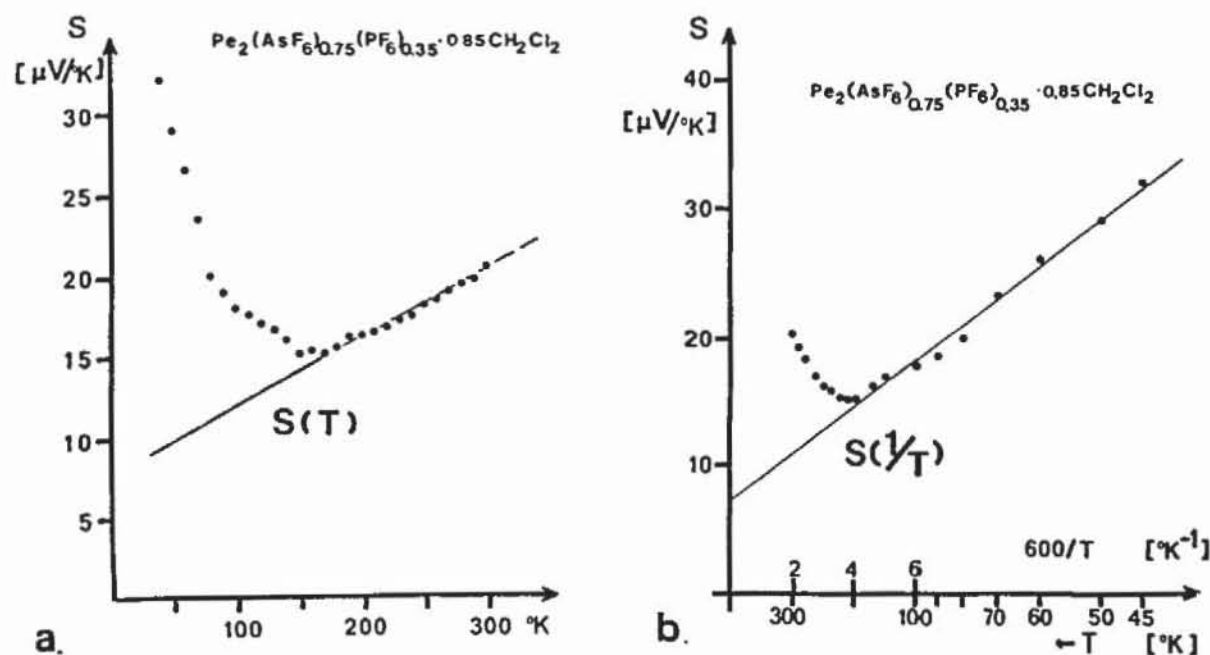 S
[µV/°K]
Pe₂(AsF₆)0.75(PF₆)0.35·085CH₂Cl₂
30
25
20
15
10
5
S(T)
100 200 300 °K
a.
S
[µV/°K]
40
Pe₂(AsF₆)0.75(PF₆)0,35·0,85CH₂Cl₂
30
20
10
S(1/T)
600/T [°K⁻¹]
2 4 6
300 100 70 60 50 45
←T [°K]
b.